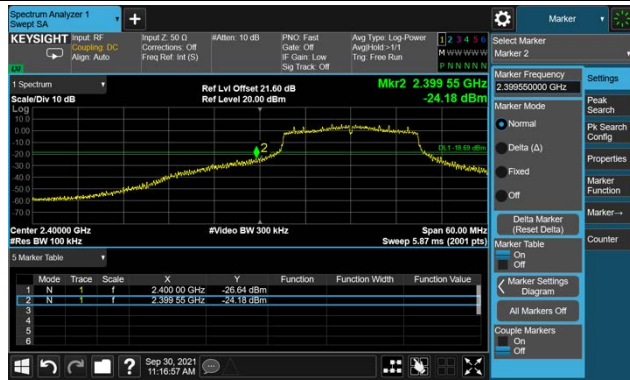 Spectrum Analyzer 1
Swept SA
Marker
KEYSIGHT Input: RF Input Z: 50 Ω #Atten: 10 dB PNO: Fast Avg Type: Log-Power 1 2 3 4 5 6
Coupling: DC Corrections: Off Gate: Off Avg|Hold:>1/1 M W W W W W
Align: Auto Freq Ref: Int (S) IF Gain: Low Trig: Free Run
Sig Track: Off P N N N N N
Select Marker
Marker 2
1 Spectrum
Ref Lvl Offset 21.60 dB
Mkr2 2.399 55 GHz
Scale/Div 10 dB
Ref Level 20.00 dBm
-24.18 dBm
Log
10.0
0.00
-10.0
-20.0
-30.0
-40.0
-50.0
-60.0
-70.0
2
DL1 -18.69 dBm
Center 2.40000 GHz
#Video BW 300 kHz
Span 60.00 MHz
#Res BW 100 kHz
Sweep 5.87 ms (2001 pts)
5 Marker Table
Mode Trace Scale X Y Function Function Width Function Value
1 N 1 f 2.400 00 GHz -26.64 dBm
2 N 1 f 2.399 55 GHz -24.18 dBm
3
4
5
6
Sep 30, 2021
11:16:57 AM
Marker Frequency
2.399550000 GHz
Marker Mode
Normal
Delta (Δ)
Fixed
Off
Delta Marker
(Reset Delta)
Marker Table
On
Off
Marker Settings
Diagram
All Markers Off
Couple Markers
On
Off
Settings
Peak
Search
Pk Search
Config
Properties
Marker
Function
Marker→
Counter